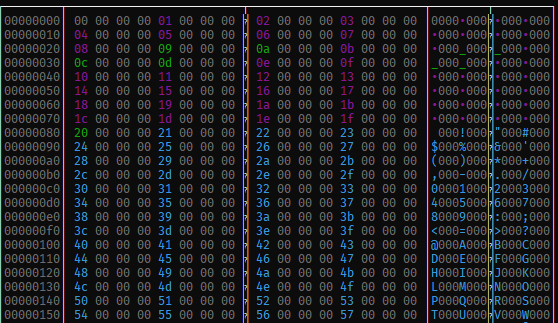 00000000 00 00 00 00 01 00 00 00 02 00 00 00 03 00 00 00 0000•000 •000•000
00000010 04 00 00 00 05 00 00 00 06 00 00 00 07 00 00 00 •000•000 •000•000
00000020 08 00 00 00 09 00 00 00 0a 00 00 00 0b 00 00 00 •000_000 _000•000
00000030 0c 00 00 00 0d 00 00 00 0e 00 00 00 0f 00 00 00 _000_000 •000•000
00000040 10 00 00 00 11 00 00 00 12 00 00 00 13 00 00 00 •000•000 •000•000
00000050 14 00 00 00 15 00 00 00 16 00 00 00 17 00 00 00 •000•000 •000•000
00000060 18 00 00 00 19 00 00 00 1a 00 00 00 1b 00 00 00 •000•000 •000•000
00000070 1c 00 00 00 1d 00 00 00 1e 00 00 00 1f 00 00 00 •000•000 •000•000
00000080 20 00 00 00 21 00 00 00 22 00 00 00 23 00 00 00  000!000 "000#000
00000090 24 00 00 00 25 00 00 00 26 00 00 00 27 00 00 00 $000%000 &000'000
000000a0 28 00 00 00 29 00 00 00 2a 00 00 00 2b 00 00 00 (000)000 *000+000
000000b0 2c 00 00 00 2d 00 00 00 2e 00 00 00 2f 00 00 00 ,000-000 .000/000
000000c0 30 00 00 00 31 00 00 00 32 00 00 00 33 00 00 00 00001000 20003000
000000d0 34 00 00 00 35 00 00 00 36 00 00 00 37 00 00 00 40005000 60007000
000000e0 38 00 00 00 39 00 00 00 3a 00 00 00 3b 00 00 00 80009000 :000;000
000000f0 3c 00 00 00 3d 00 00 00 3e 00 00 00 3f 00 00 00 <000=000 >000?000
00000100 40 00 00 00 41 00 00 00 42 00 00 00 43 00 00 00 @000A000 B000C000
00000110 44 00 00 00 45 00 00 00 46 00 00 00 47 00 00 00 D000E000 F000G000
00000120 48 00 00 00 49 00 00 00 4a 00 00 00 4b 00 00 00 H000I000 J000K000
00000130 4c 00 00 00 4d 00 00 00 4e 00 00 00 4f 00 00 00 L000M000 N000O000
00000140 50 00 00 00 51 00 00 00 52 00 00 00 53 00 00 00 P000Q000 R000S000
00000150 54 00 00 00 55 00 00 00 56 00 00 00 57 00 00 00 T000U000 V000W000